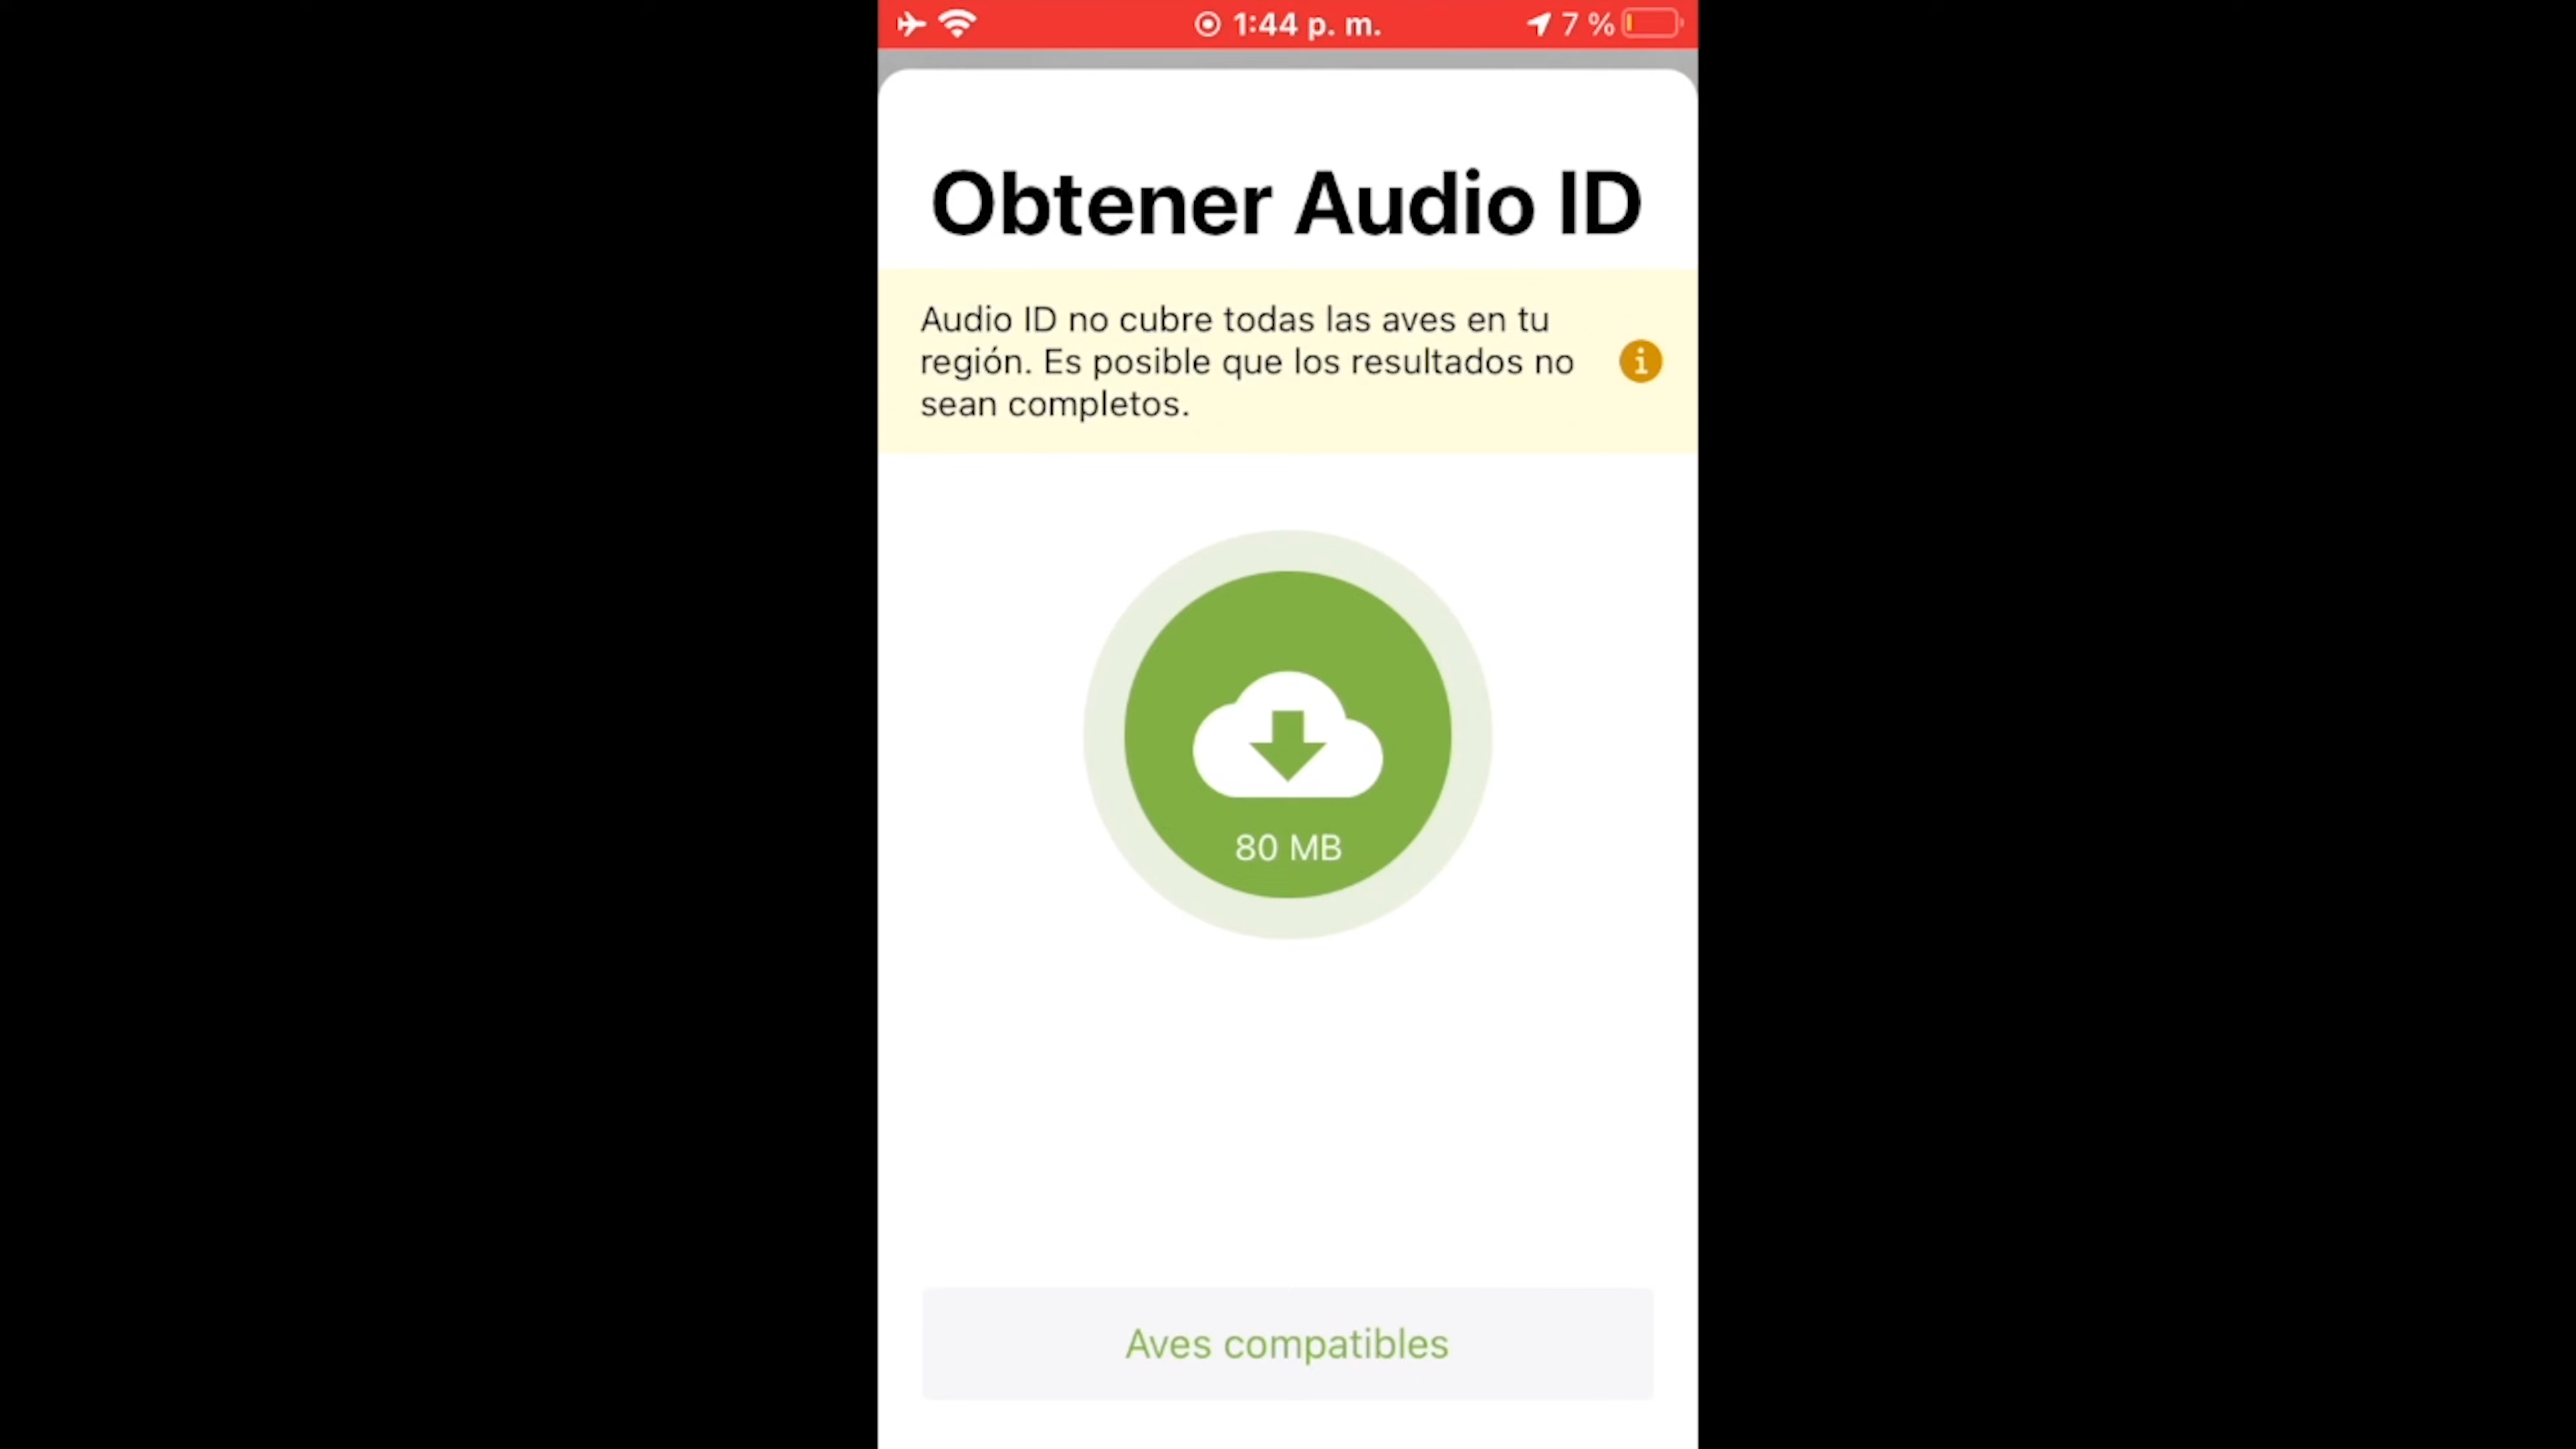 1:44 p. m.
7 %
Obtener Audio ID
Audio ID no cubre todas las aves en tu
región. Es posible que los resultados no
sean completos.
80 MB
Aves compatibles